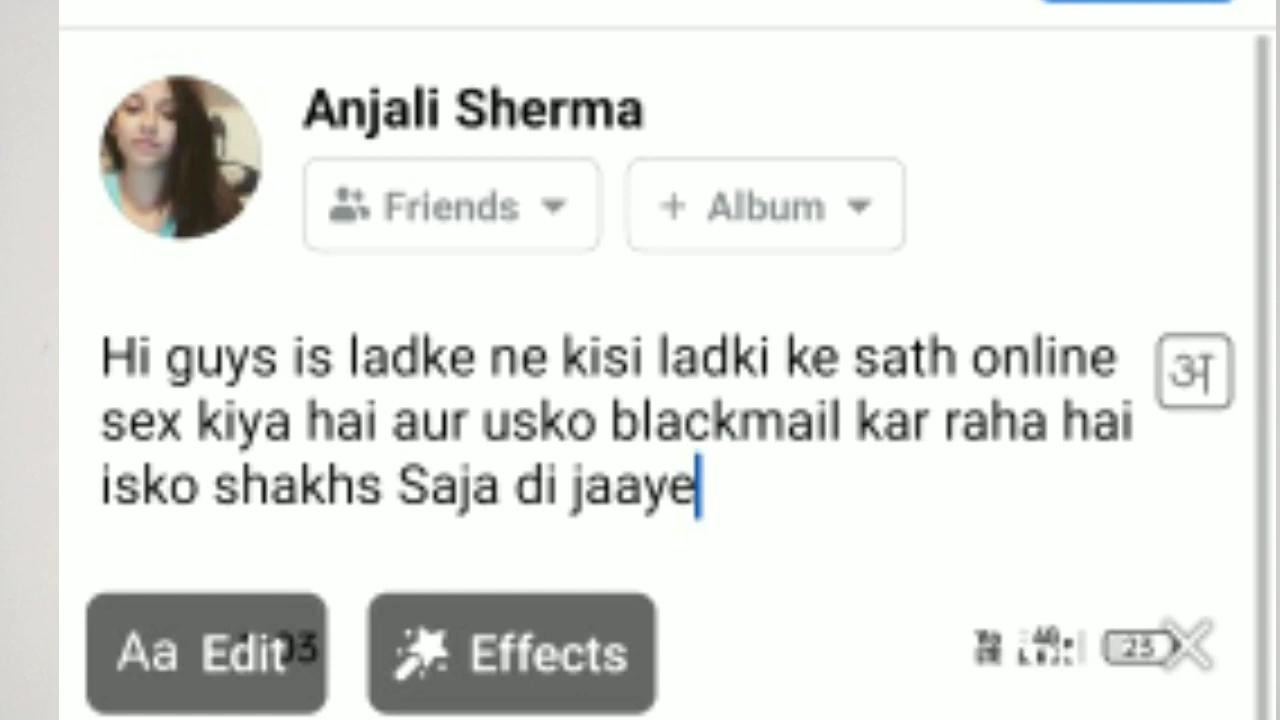 Anjali Sherma
Friends
+ Album
Hi guys is ladke ne kisi ladki ke sath online
अ
sex kiya hai aur usko blackmail kar raha hai
isko shakhs Saja di jaaye
Aa Edit
Effects